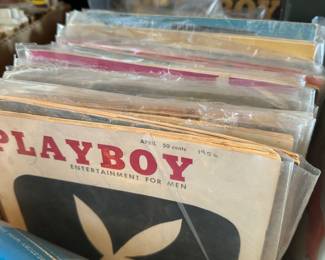 PLAYBOY
APRIL 50 cents 1956
ENTERTAINMENT FOR MEN